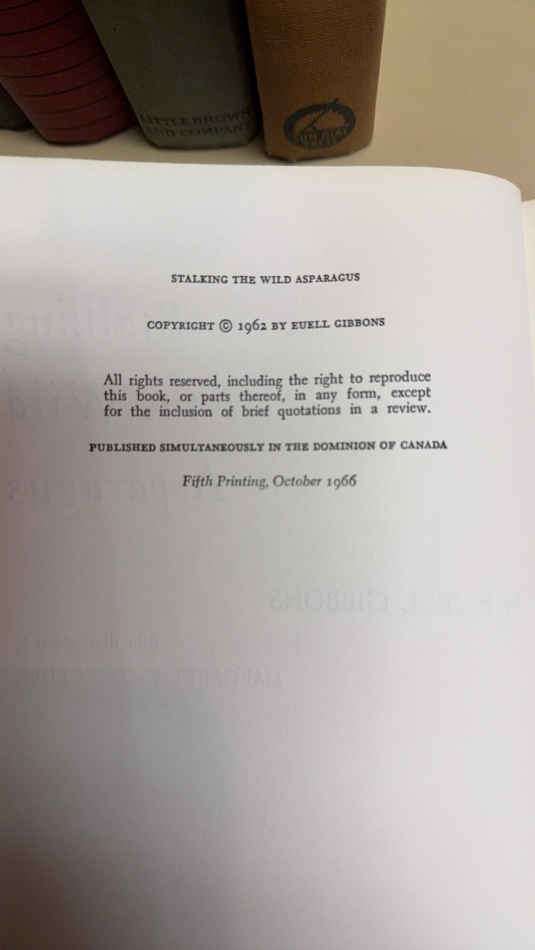 LITTLE BROWN
AND COMPANY
STALKING THE WILD ASPARAGUS
COPYRIGHT © 1962 BY EUELL GIBBONS
All rights reserved, including the right to reproduce
this book, or parts thereof, in any form, except
for the inclusion of brief quotations in a review.
PUBLISHED SIMULTANEOUSLY IN THE DOMINION OF CANADA
Fifth Printing, October 1966
GIBBONS